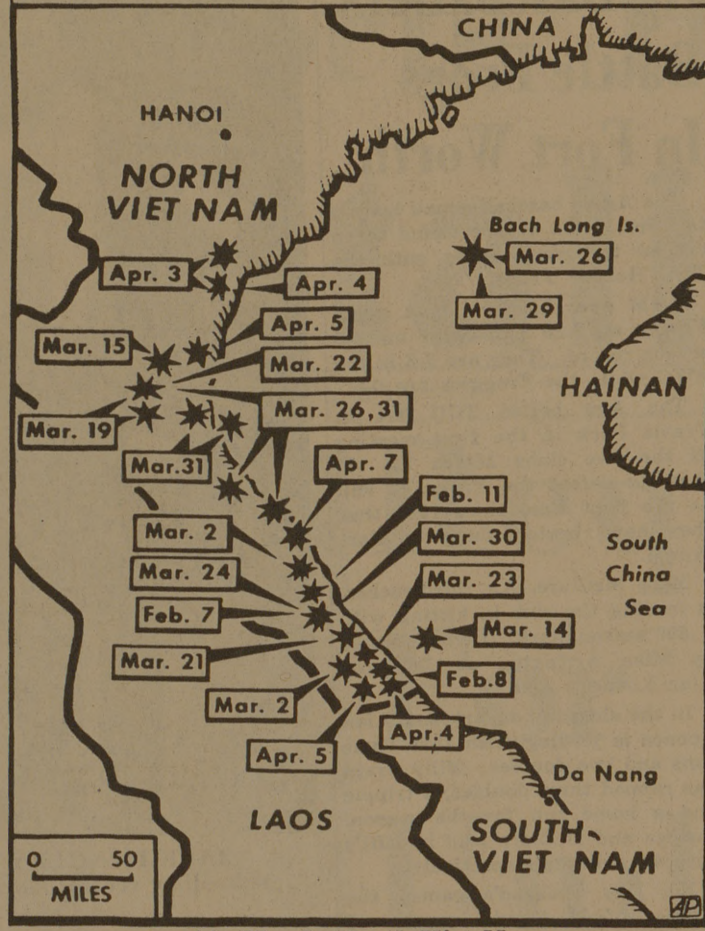 CHINA
HANOI
NORTH
VIET NAM
Bach Long Is.
Mar. 26
Mar. 29
Apr. 3
Apr. 4
Apr. 5
Mar. 15
Mar. 22
HAINAN
Mar. 26,31
Mar. 19
Mar.31
Apr. 7
Feb. 11
Mar. 2
Mar. 30
South
China
Sea
Mar. 24
Mar. 23
Feb. 7
Mar. 14
Mar. 21
Feb.8
Mar. 2
Apr.4
Apr. 5
Da Nang
LAOS
SOUTH
VIET NAM
0 50
MILES
AP